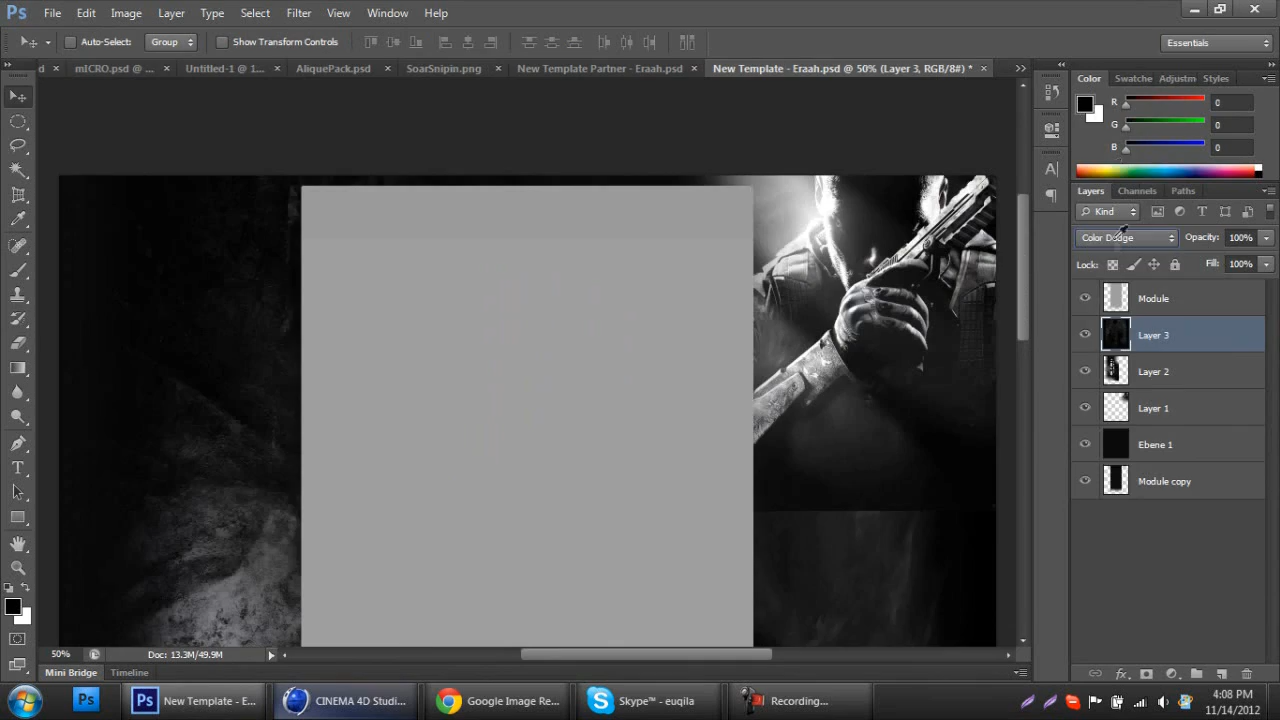 Ps File Edit Image Layer Type Select Filter 3D View Window Help
Auto-Select: Group Show Transform Controls Essentials
d × mICRO.psd @ ... × Untitled-1 @ 1... × AliquePack.psd × SoarSnipin.png × New Template Partner - Eraah.psd × New Template - Eraah.psd @ 50% (Layer 3, RGB/8#) * ×
Color Swatche Adjustm Styles
R 0
G 0
B 0
Layers Channels Paths
Kind
Color Dodge Opacity: 100%
Lock: Fill: 100%
Module
Layer 3
Layer 2
Layer 1
Ebene 1
Module copy
50% Doc: 13.3M/49.9M
Mini Bridge Timeline
Ps New Template - E... CINEMA 4D Studi... Google Image Re... Skype™ - euqila Recording...
4:08 PM
11/14/2012